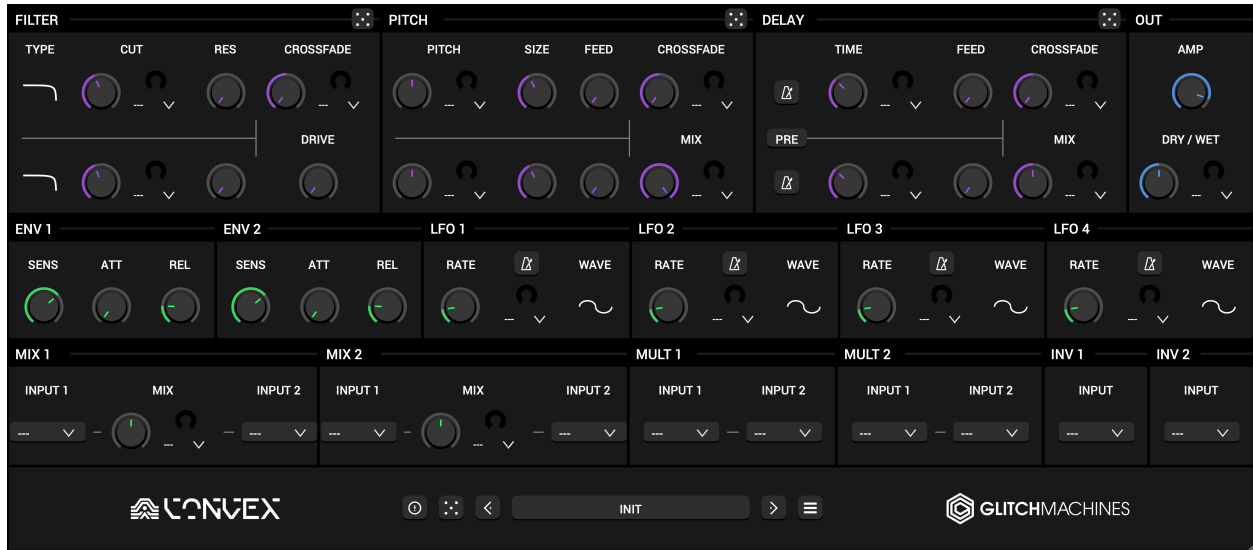 FILTER PITCH DELAY OUT
TYPE CUT RES CROSSFADE PITCH SIZE FEED CROSSFADE TIME FEED CROSSFADE AMP
--- --- --- --- --- ---
DRIVE MIX PRE MIX DRY / WET
--- --- --- --- --- ---
ENV 1 ENV 2 LFO 1 LFO 2 LFO 3 LFO 4
SENS ATT REL SENS ATT REL RATE WAVE RATE WAVE RATE WAVE RATE WAVE
--- --- --- ---
MIX 1 MIX 2 MULT 1 MULT 2 INV 1 INV 2
INPUT 1 MIX INPUT 2 INPUT 1 MIX INPUT 2 INPUT 1 INPUT 2 INPUT 1 INPUT 2 INPUT INPUT
--- --- --- --- --- --- --- --- --- --- --- ---
CONVEX INIT GLITCHMACHINES